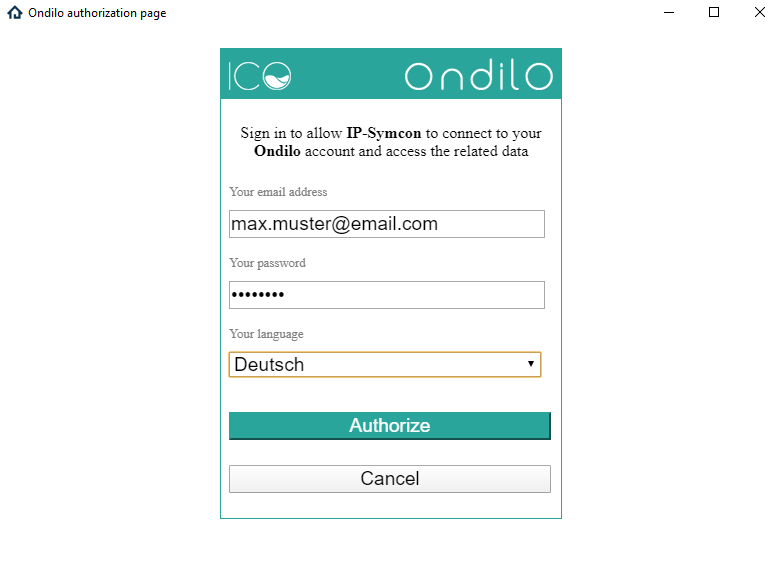 Ondilo authorization page
ICO OndilO
Sign in to allow IP-Symcon to connect to your
Ondilo account and access the related data
Your email address
max.muster@email.com
Your password
••••••••
Your language
Deutsch
Authorize
Cancel